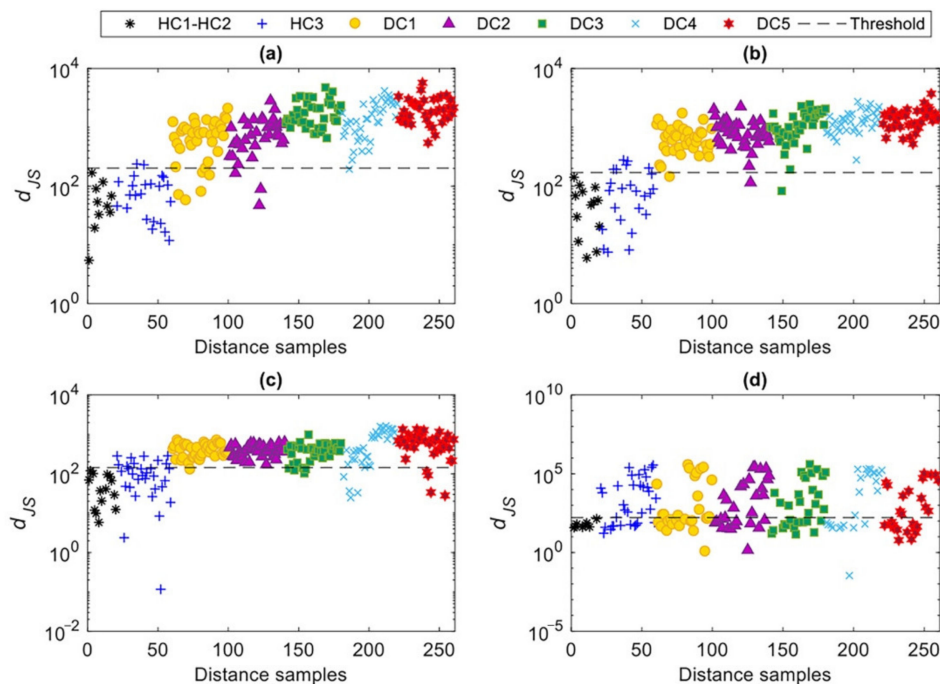 HC1-HC2 HC3 DC1 DC2 DC3 DC4 DC5 Threshold
(a)
10^4
10^2
10^0
d_JS
0 50 100 150 200 250
Distance samples
(b)
10^4
10^2
10^0
d_JS
0 50 100 150 200 250
Distance samples
(c)
10^4
10^2
10^0
10^-2
d_JS
0 50 100 150 200 250
Distance samples
(d)
10^10
10^5
10^0
10^-5
d_JS
0 50 100 150 200 250
Distance samples